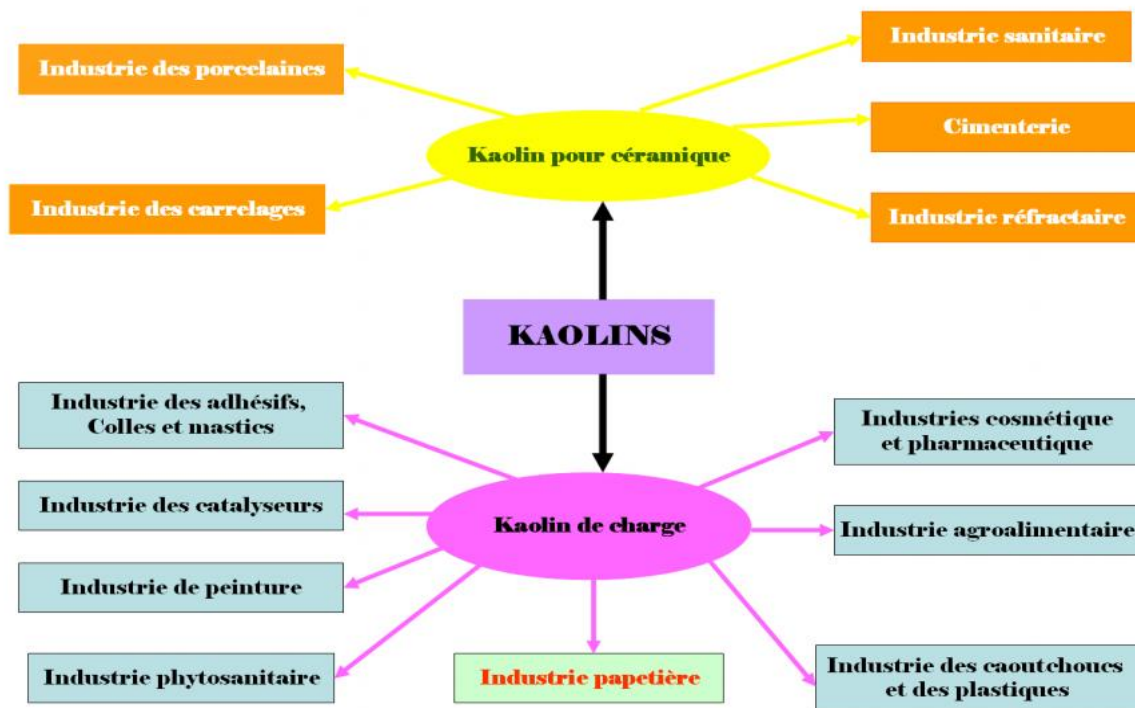 Industrie sanitaire
Industrie des porcelaines
Cimenterie
Kaolin pour céramique
Industrie des carrelages
Industrie réfractaire
KAOLINS
Industrie des adhésifs,
Colles et mastics
Industries cosmétique
et pharmaceutique
Industrie des catalyseurs
Kaolin de charge
Industrie agroalimentaire
Industrie de peinture
Industrie phytosanitaire
Industrie papetière
Industrie des caoutchoucs
et des plastiques